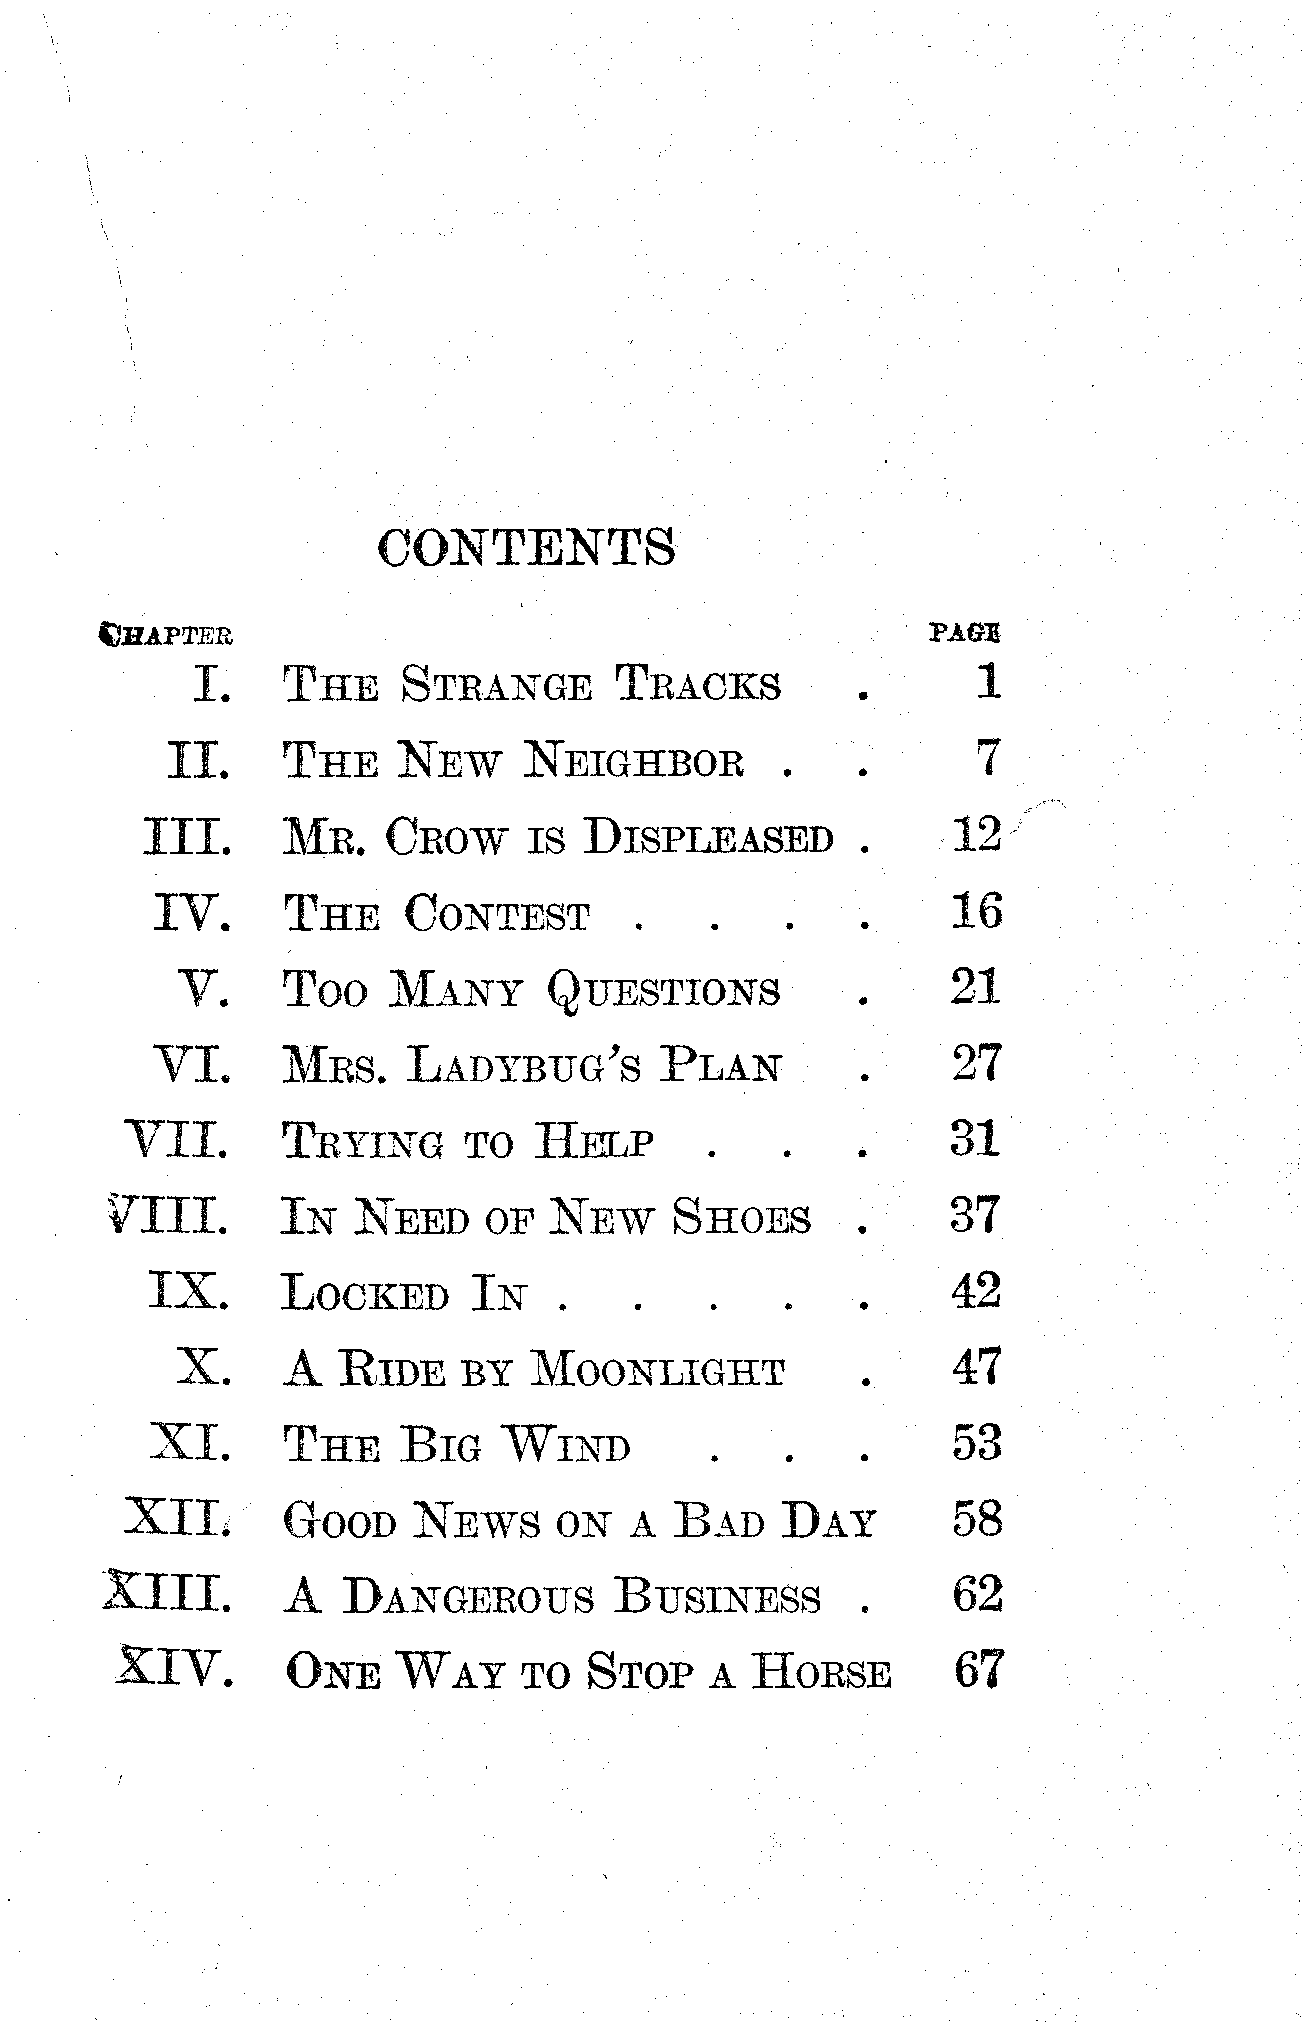 CONTENTS
CHAPTER PAGE
I. THE STRANGE TRACKS . 1
II. THE NEW NEIGHBOR . . 7
III. MR. CROW IS DISPLEASED . 12
IV. THE CONTEST . . . . 16
V. TOO MANY QUESTIONS . 21
VI. MRS. LADYBUG'S PLAN . 27
VII. TRYING TO HELP . . . 31
VIII. IN NEED OF NEW SHOES . 37
IX. LOCKED IN . . . . . 42
X. A RIDE BY MOONLIGHT . 47
XI. THE BIG WIND . . . 53
XII. GOOD NEWS ON A BAD DAY 58
XIII. A DANGEROUS BUSINESS . 62
XIV. ONE WAY TO STOP A HORSE 67